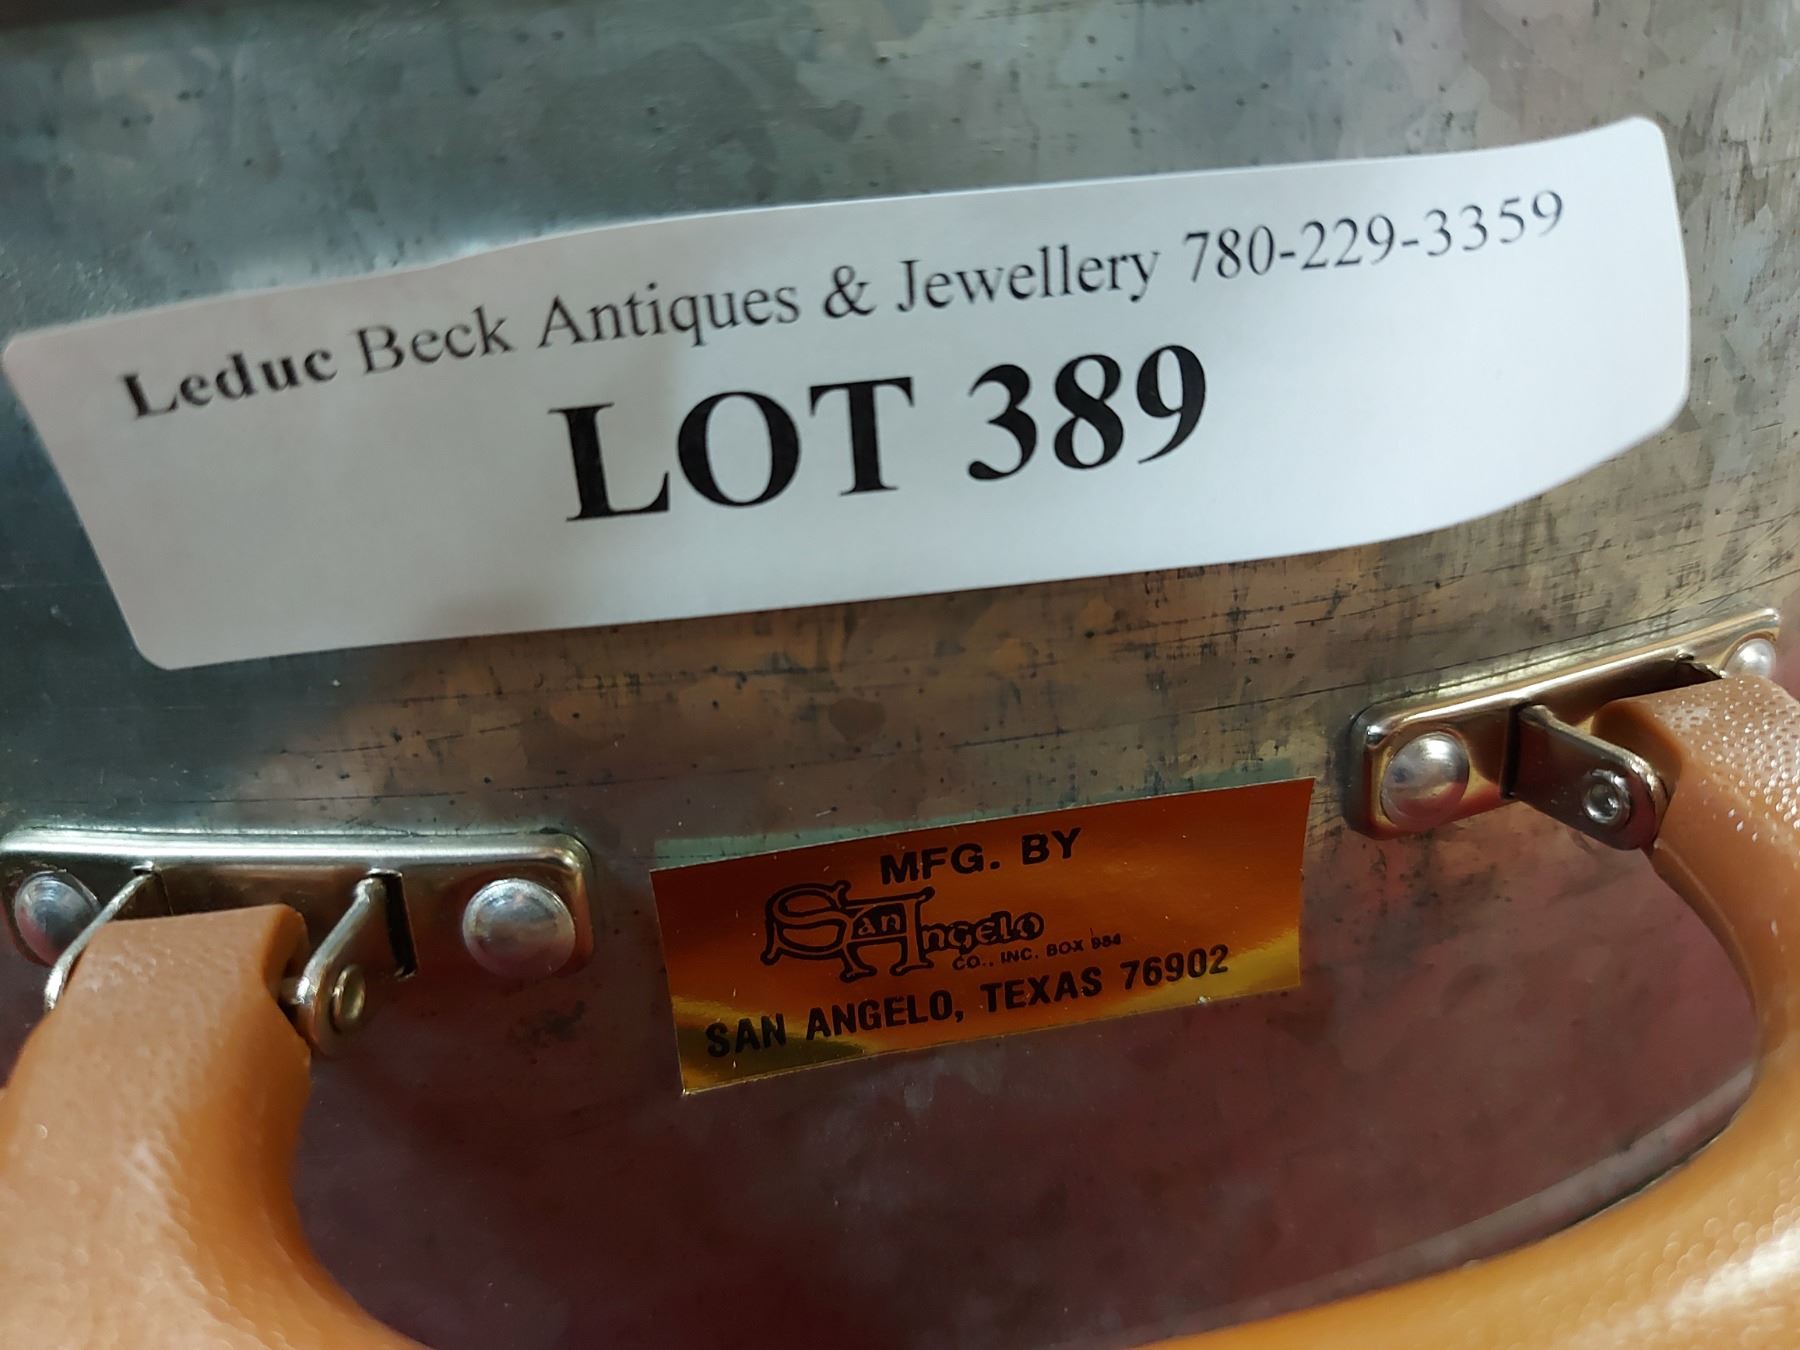 Leduc Beck Antiques & Jewellery 780-229-3359
LOT 389
MFG. BY
San Angelo
CO., INC. BOX 984
SAN ANGELO, TEXAS 76902